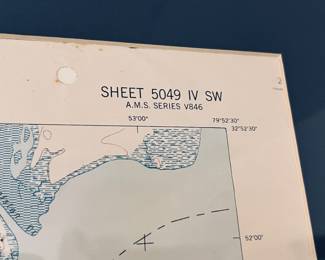 SHEET 5049 IV SW
A.M.S. SERIES V846
53'00" 79°52'30"
32°52'30"
52'00"